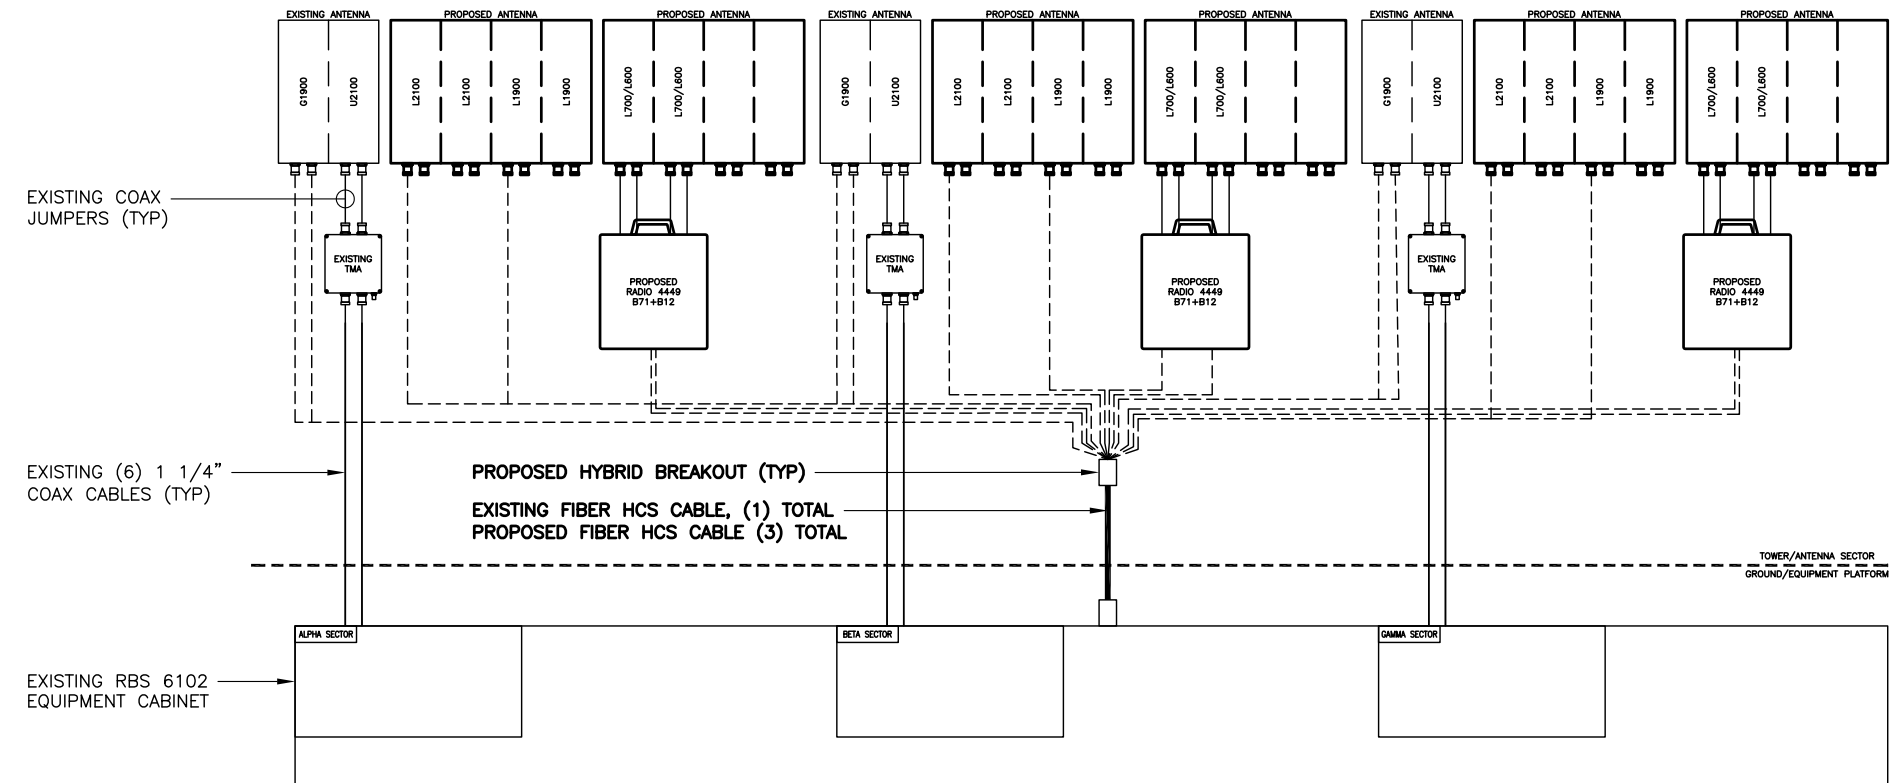 EXISTING ANTENNA
PROPOSED ANTENNA
PROPOSED ANTENNA
EXISTING ANTENNA
PROPOSED ANTENNA
PROPOSED ANTENNA
EXISTING ANTENNA
PROPOSED ANTENNA
PROPOSED ANTENNA
G1900
U2100
L2100
L2100
L1900
L1900
L700/L600
L700/L600
G1900
U2100
L2100
L2100
L1900
L1900
L700/L600
L700/L600
G1900
U2100
L2100
L2100
L1900
L1900
L700/L600
L700/L600
EXISTING COAX
JUMPERS (TYP)
EXISTING
TMA
PROPOSED
RADIO 4449
B71+B12
EXISTING
TMA
PROPOSED
RADIO 4449
B71+B12
EXISTING
TMA
PROPOSED
RADIO 4449
B71+B12
EXISTING (6) 1 1/4"
COAX CABLES (TYP)
PROPOSED HYBRID BREAKOUT (TYP)
EXISTING FIBER HCS CABLE, (1) TOTAL
PROPOSED FIBER HCS CABLE (3) TOTAL
TOWER/ANTENNA SECTOR
GROUND/EQUIPMENT PLATFORM
ALPHA SECTOR
BETA SECTOR
GAMMA SECTOR
EXISTING RBS 6102
EQUIPMENT CABINET